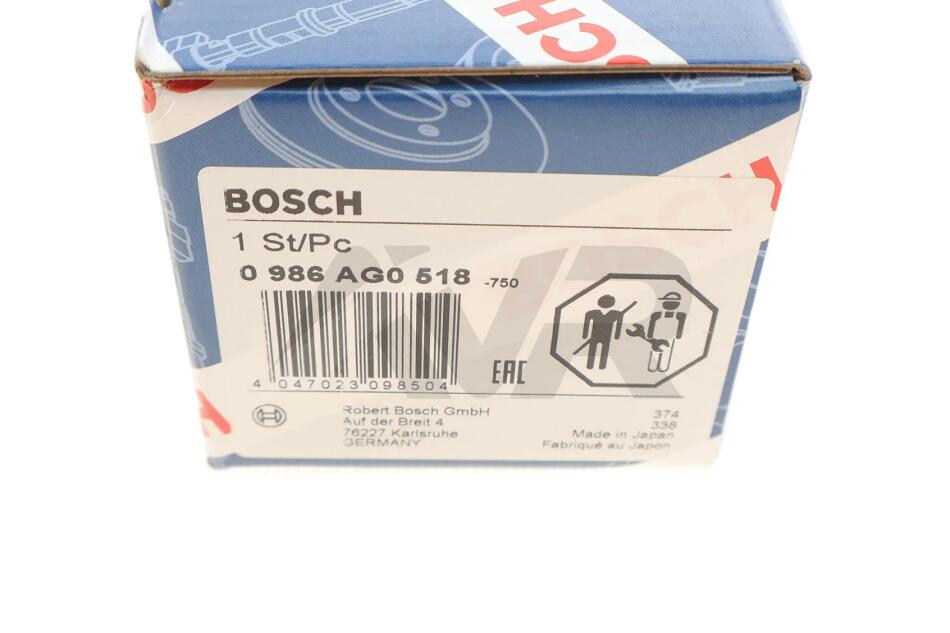 BOSCH
BOSCH
1 St/Pc
0 986 AG0 518 -750
4 047023 098504
EAC
Robert Bosch GmbH
Auf der Breit 4
76227 Karlsruhe
GERMANY
374
338
Made in Japan
Fabriqué au Japon